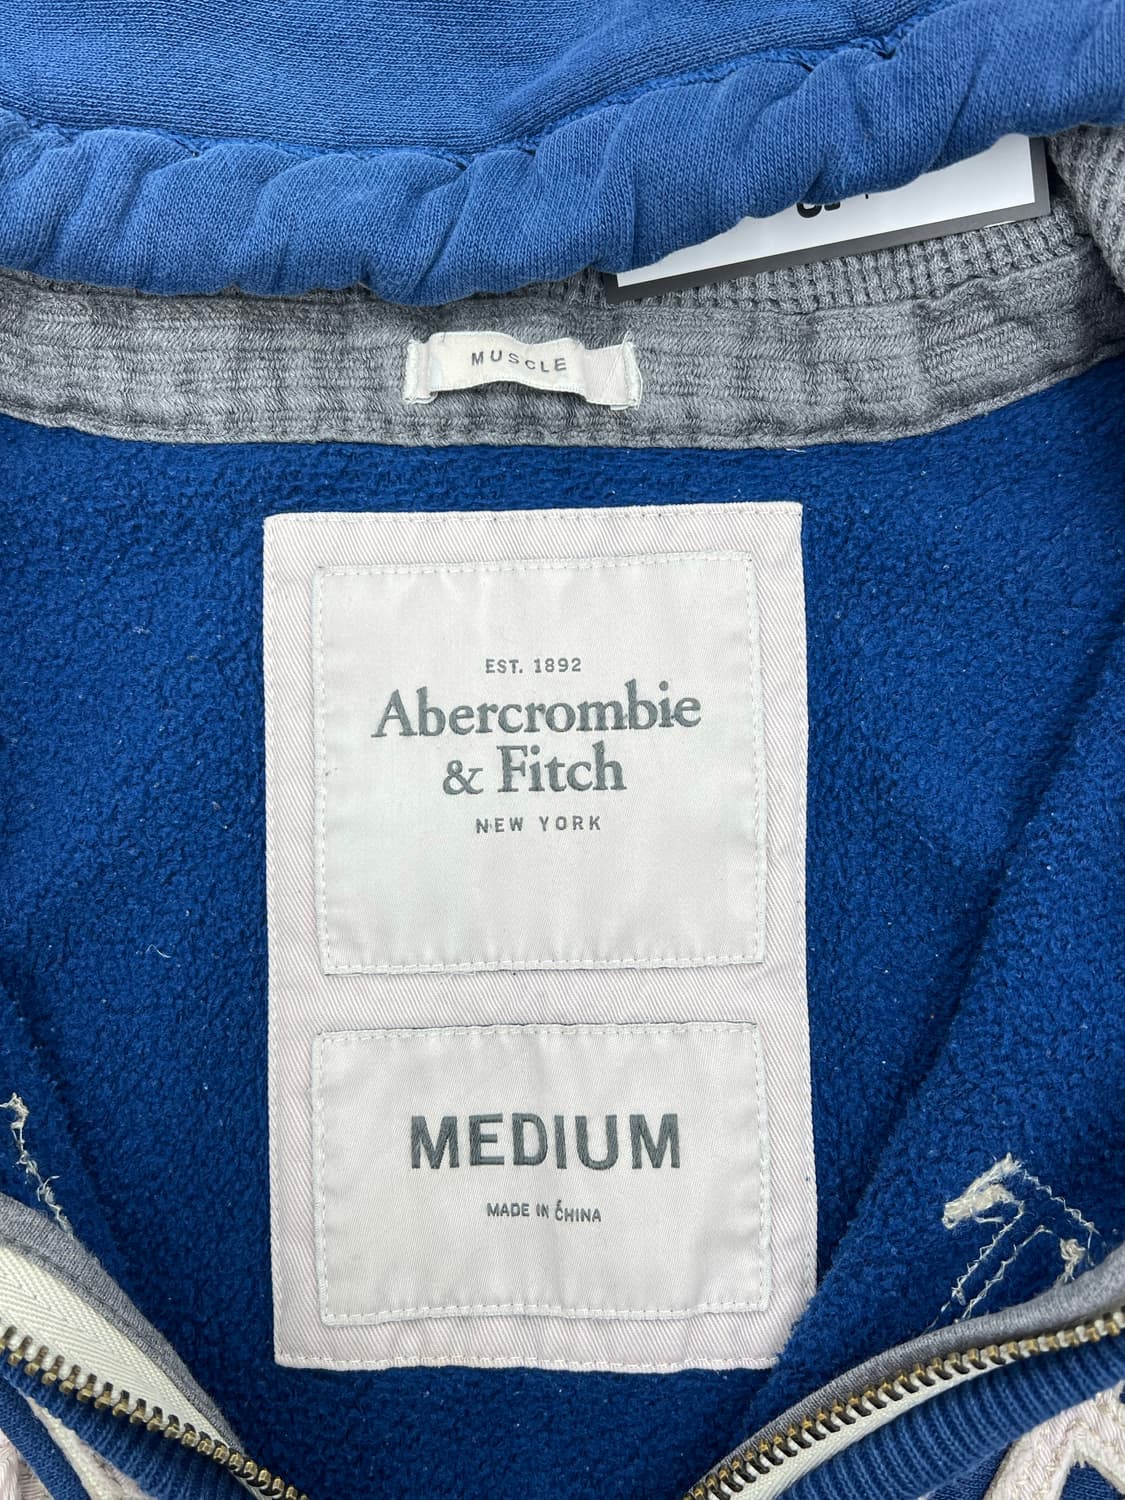 MUSCLE
EST. 1892
Abercrombie
& Fitch
NEW YORK
MEDIUM
MADE IN CHINA